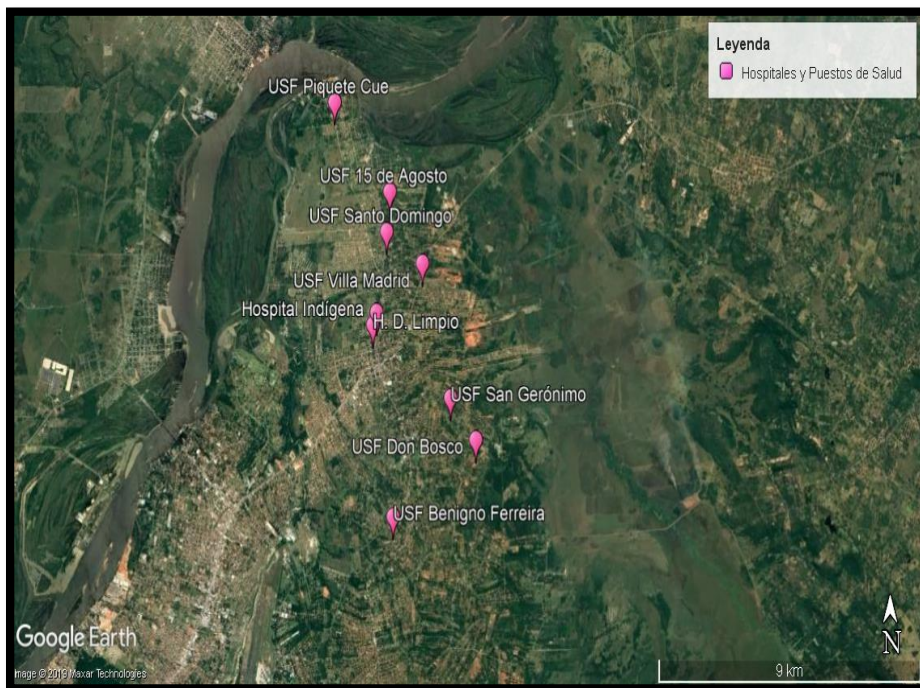 Leyenda
Hospitales y Puestos de Salud
USF Piquete Cue
USF 15 de Agosto
USF Santo Domingo
USF Villa Madrid
Hospital Indígena
H. D. Limpio
USF San Gerónimo
USF Don Bosco
USF Benigno Ferreira
Google Earth
N
Image © 2019 Maxar Technologies
9 km